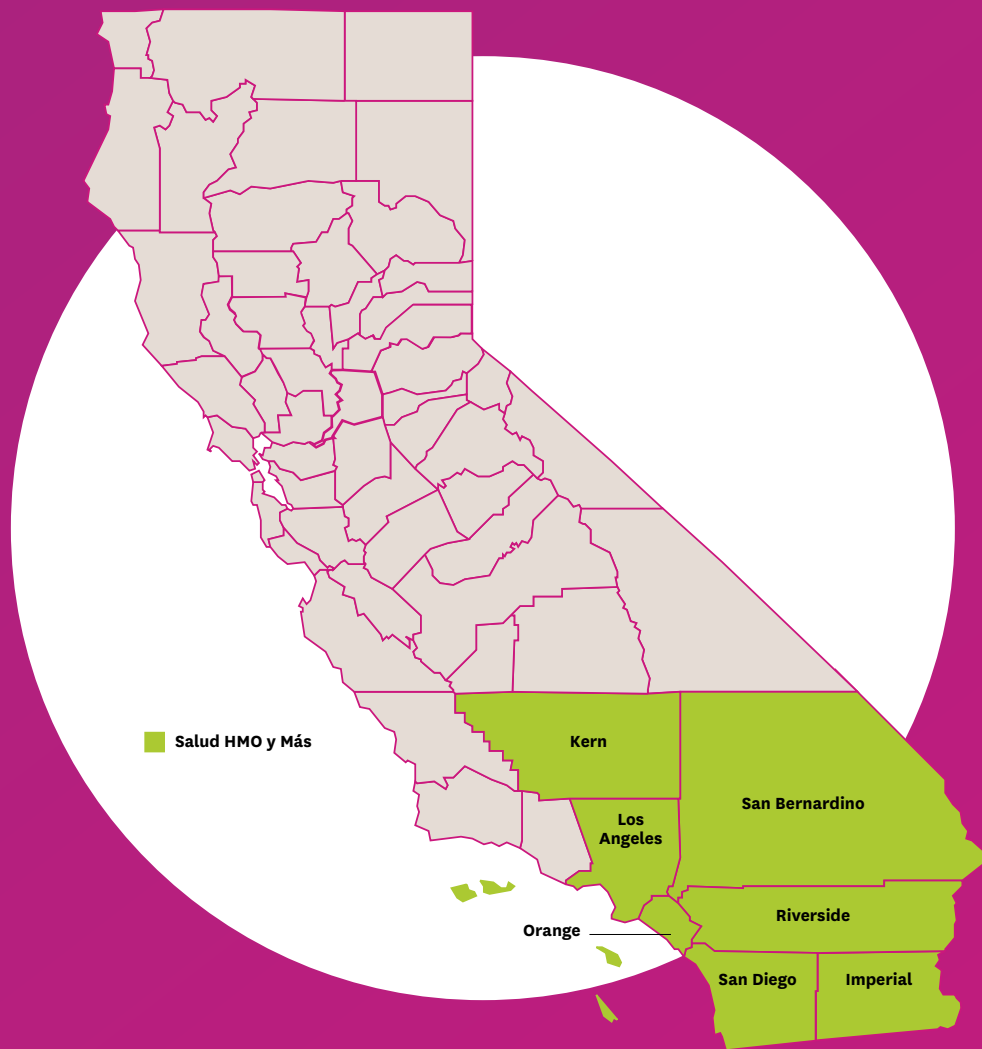 Salud HMO y Más
Kern
San Bernardino
Los
Angeles
Riverside
Orange
San Diego
Imperial